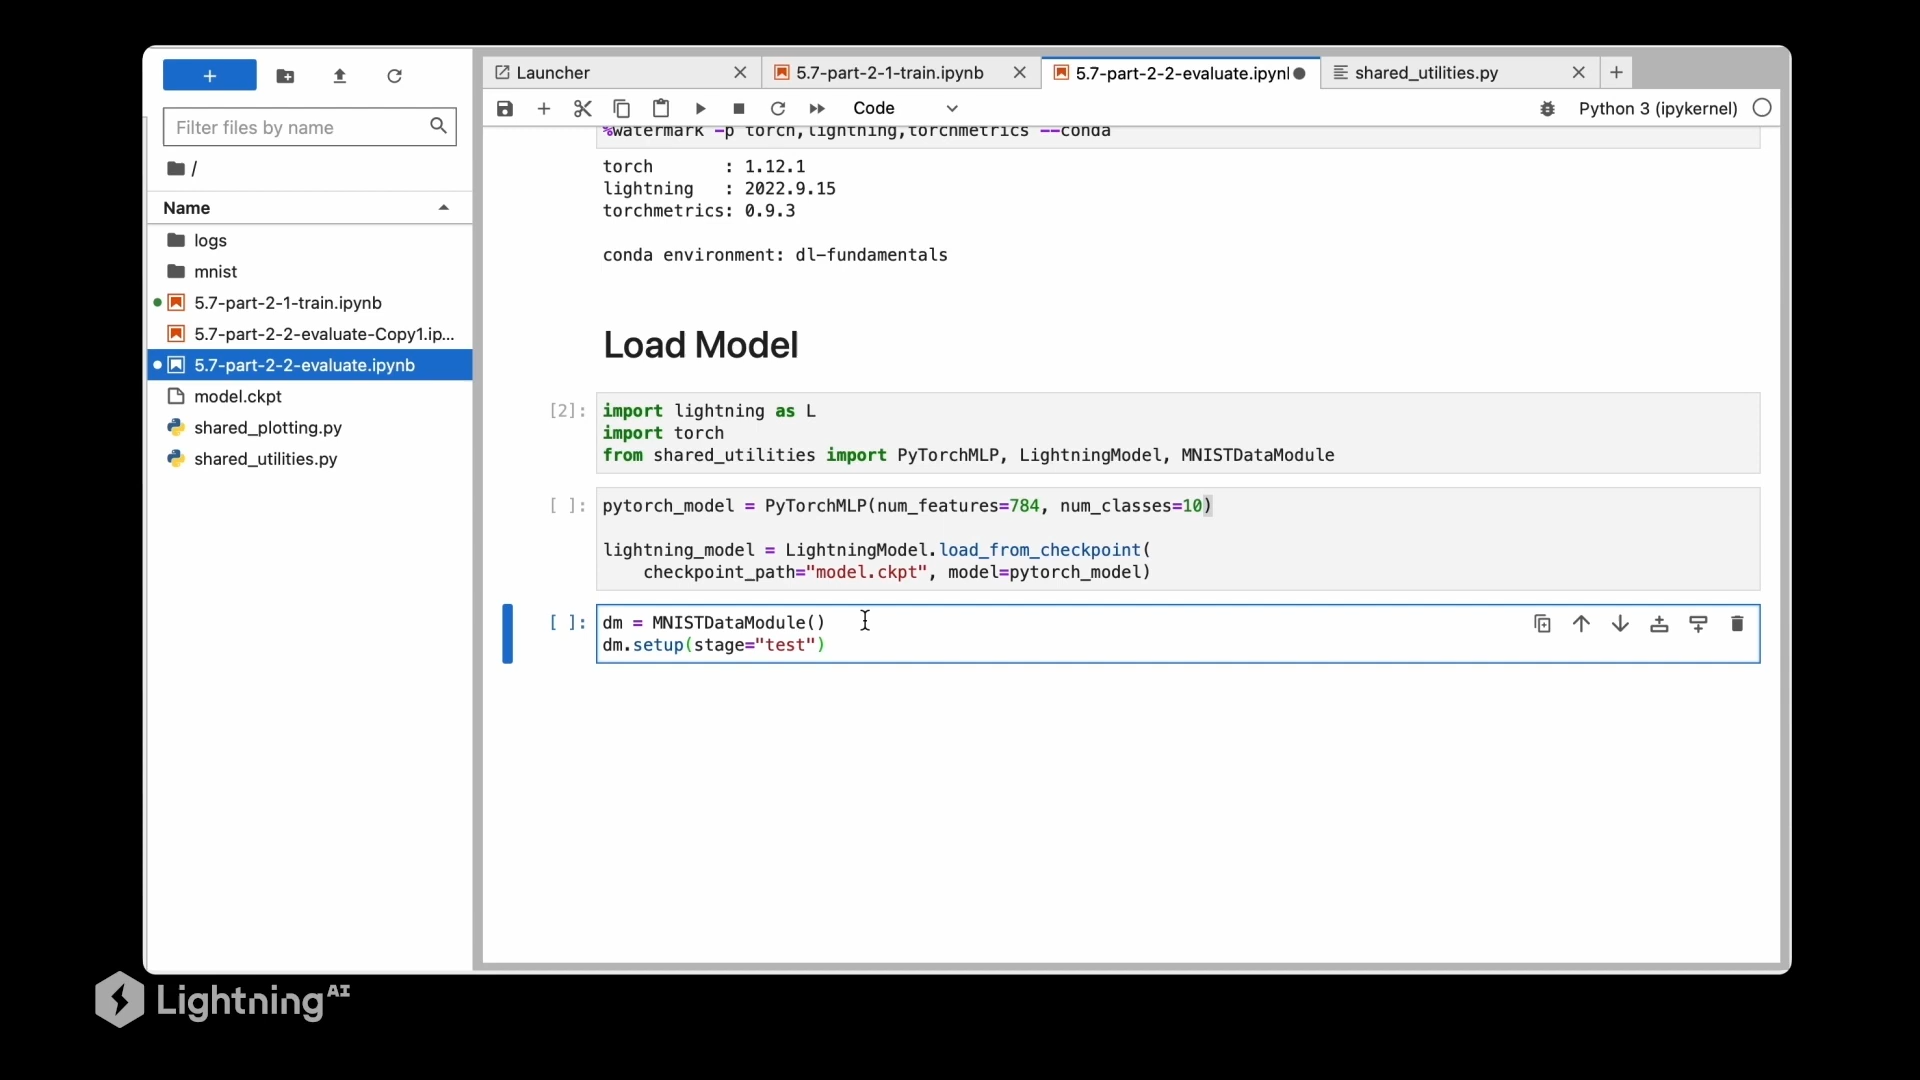 Launcher
5.7-part-2-1-train.ipynb
5.7-part-2-2-evaluate.ipynl
shared_utilities.py
Code
Python 3 (ipykernel)
Filter files by name
/
Name
logs
mnist
5.7-part-2-1-train.ipynb
5.7-part-2-2-evaluate-Copy1.ip...
5.7-part-2-2-evaluate.ipynb
model.ckpt
shared_plotting.py
shared_utilities.py
%watermark -p torch,lightning,torchmetrics --conda
torch       : 1.12.1
lightning   : 2022.9.15
torchmetrics: 0.9.3
conda environment: dl-fundamentals
Load Model
[2]:
import lightning as L
import torch
from shared_utilities import PyTorchMLP, LightningModel, MNISTDataModule
[ ]:
pytorch_model = PyTorchMLP(num_features=784, num_classes=10)
lightning_model = LightningModel.load_from_checkpoint(
    checkpoint_path="model.ckpt", model=pytorch_model)
[ ]:
dm = MNISTDataModule()
dm.setup(stage="test")
Lightning AI